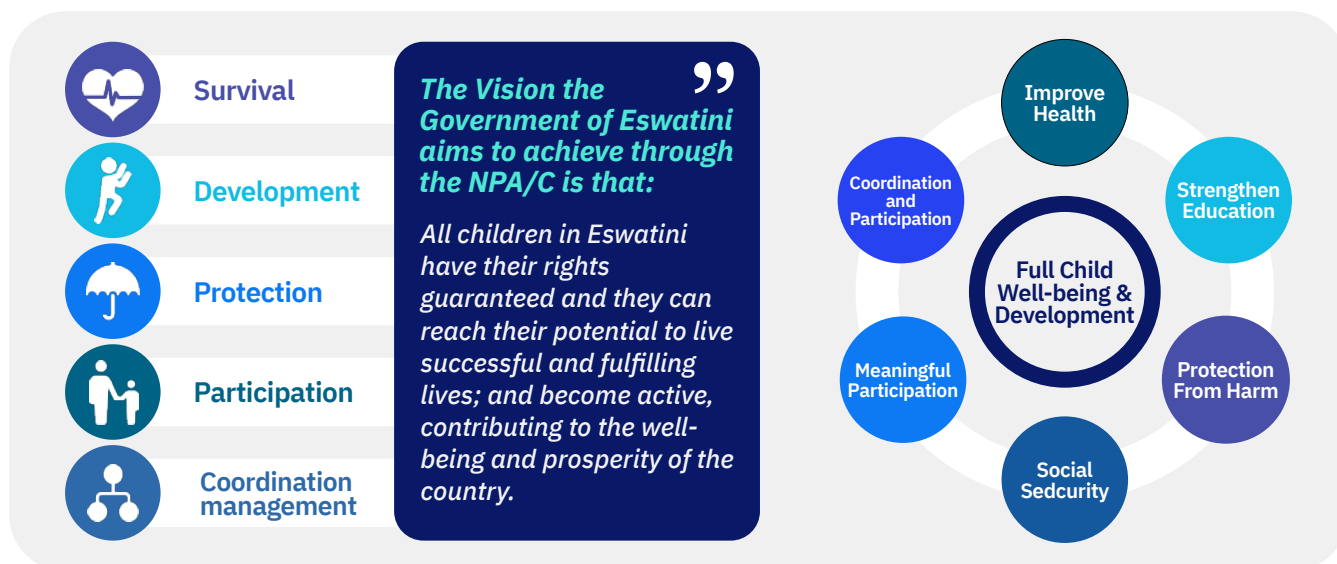 Survival
Development
Protection
Participation
Coordination
management
”
The Vision the
Government of Eswatini
aims to achieve through
the NPA/C is that:
All children in Eswatini
have their rights
guaranteed and they can
reach their potential to live
successful and fulfilling
lives; and become active,
contributing to the well-
being and prosperity of the
country.
Improve
Health
Strengthen
Education
Protection
From Harm
Social
Sedcurity
Meaningful
Participation
Coordination
and
Participation
Full Child
Well-being &
Development